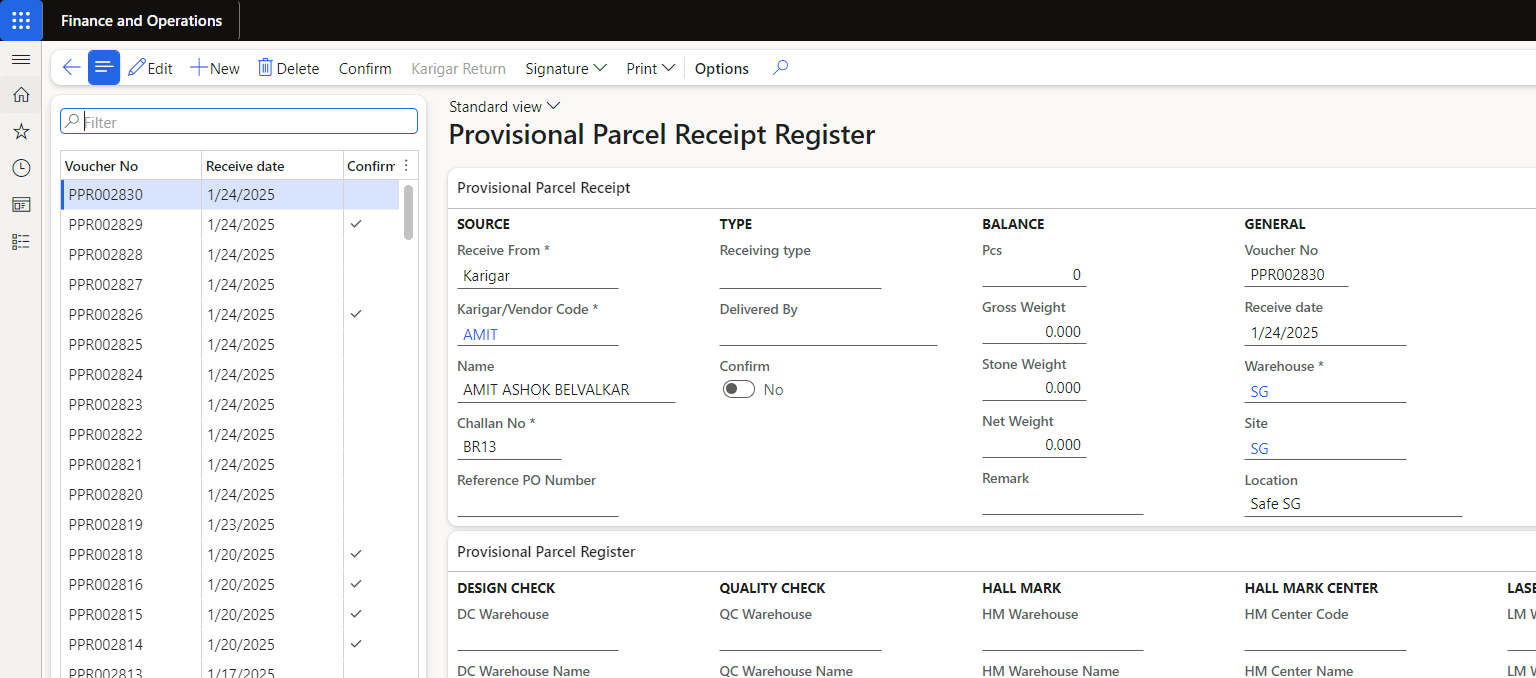 Finance and Operations
Edit New Delete Confirm Karigar Return Signature Print Options
Filter
Voucher No Receive date Confirm
PPR002830 1/24/2025
PPR002829 1/24/2025 ✓
PPR002828 1/24/2025
PPR002827 1/24/2025
PPR002826 1/24/2025 ✓
PPR002825 1/24/2025
PPR002824 1/24/2025
PPR002823 1/24/2025
PPR002822 1/24/2025
PPR002821 1/24/2025
PPR002820 1/24/2025
PPR002819 1/23/2025
PPR002818 1/20/2025 ✓
PPR002816 1/20/2025 ✓
PPR002815 1/20/2025 ✓
PPR002814 1/20/2025 ✓
PPR002813 1/17/2025
Standard view
Provisional Parcel Receipt Register
Provisional Parcel Receipt
SOURCE
Receive From *
Karigar
Karigar/Vendor Code *
AMIT
Name
AMIT ASHOK BELVALKAR
Challan No *
BR13
Reference PO Number
TYPE
Receiving type
Delivered By
Confirm
No
BALANCE
Pcs
0
Gross Weight
0.000
Stone Weight
0.000
Net Weight
0.000
Remark
GENERAL
Voucher No
PPR002830
Receive date
1/24/2025
Warehouse *
SG
Site
SG
Location
Safe SG
Provisional Parcel Register
DESIGN CHECK
DC Warehouse
DC Warehouse Name
QUALITY CHECK
QC Warehouse
QC Warehouse Name
HALL MARK
HM Warehouse
HM Warehouse Name
HALL MARK CENTER
HM Center Code
HM Center Name
LM
LM